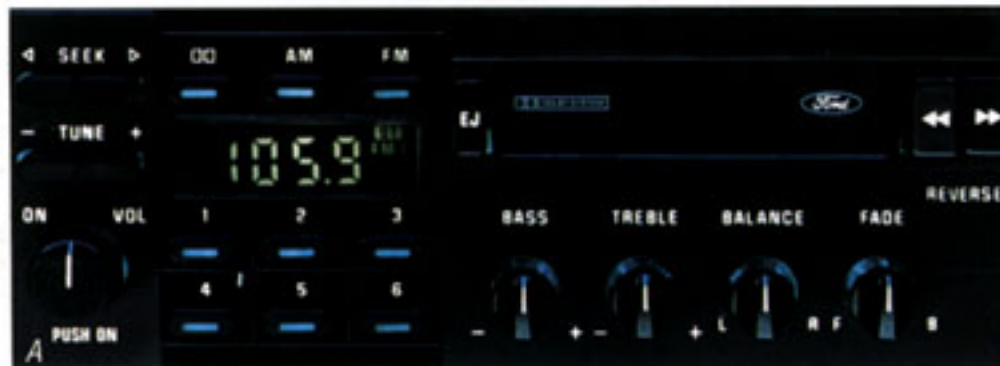 SEEK
AM FM
TUNE
- +
105.9
EJ
Ford
REVERSE
ON VOL
1 2 3
BASS TREBLE BALANCE FADE
4 5 6
PUSH ON
- + - + L R F B
A